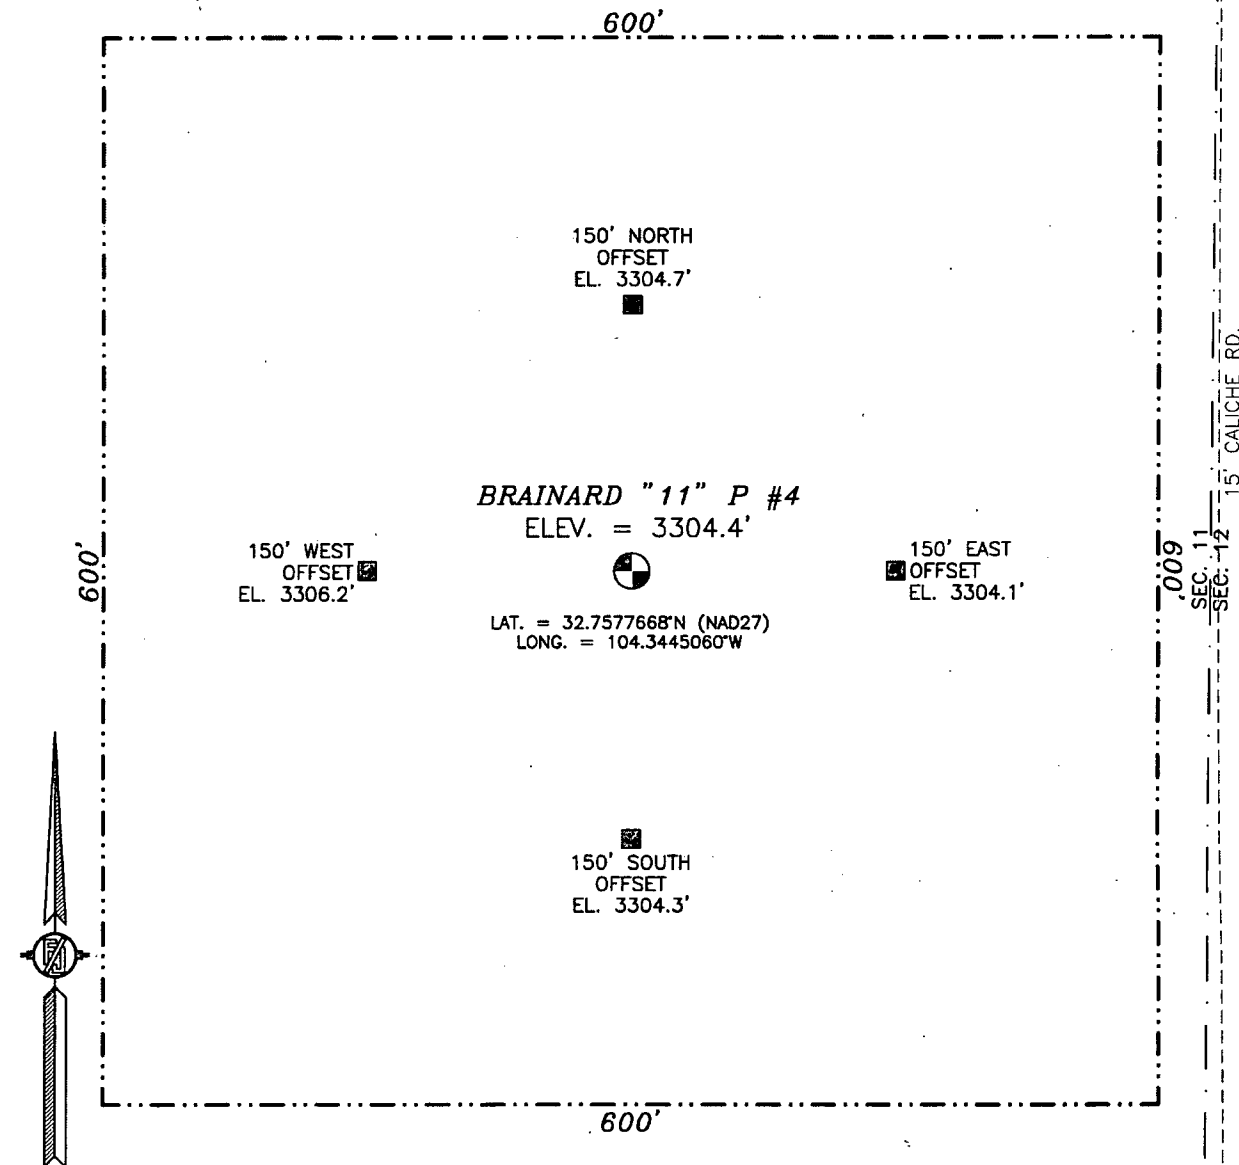 600'
150' NORTH
OFFSET
EL. 3304.7'
BRAINARD "11" P #4
ELEV. = 3304.4'
150' WEST
OFFSET
EL. 3306.2'
150' EAST
OFFSET
EL. 3304.1'
LAT. = 32.7577668°N (NAD27)
LONG. = 104.3445060°W
600'
600'
SEC. 11
SEC. 12
15' CALICHE RD.
150' SOUTH
OFFSET
EL. 3304.3'
600'